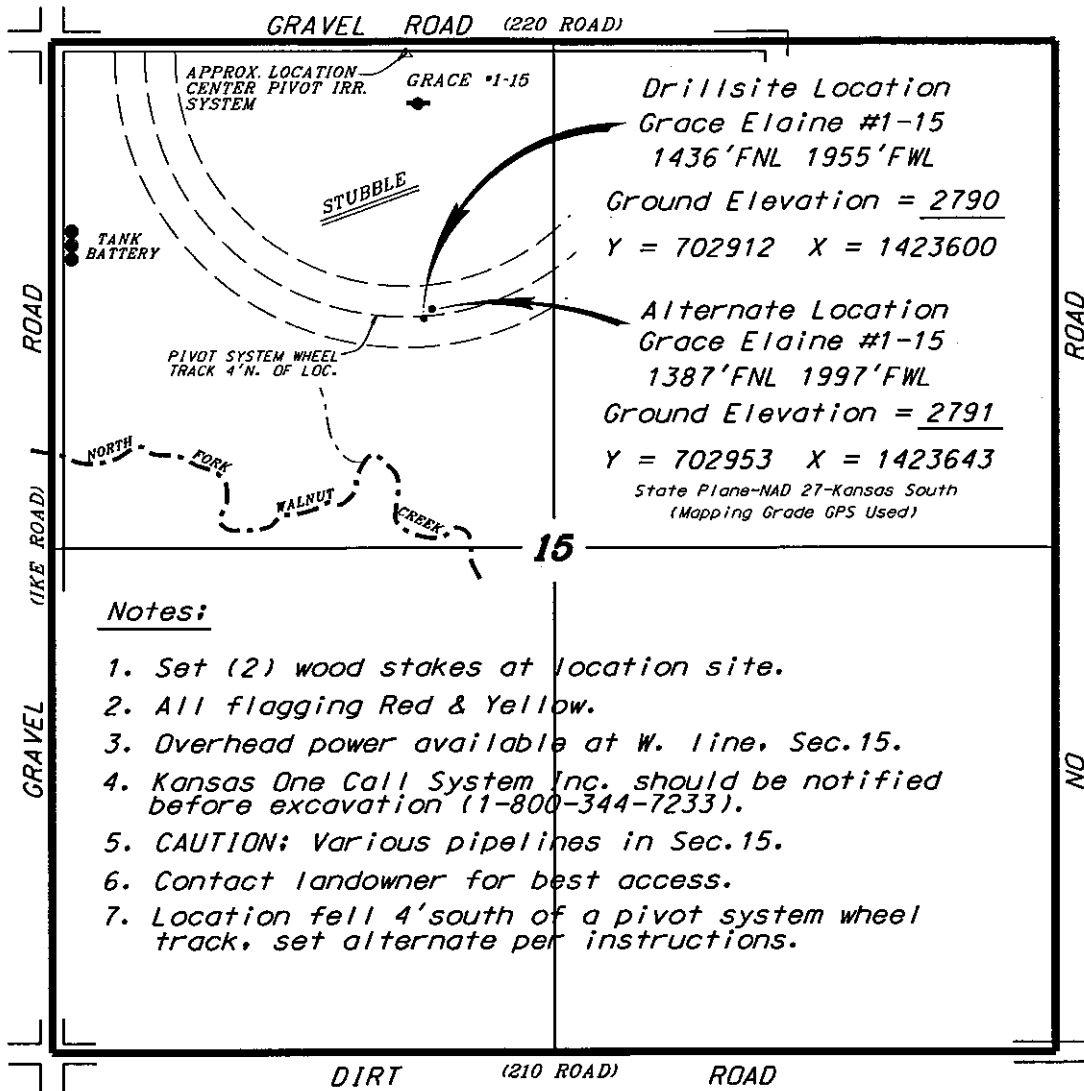 GRAVEL ROAD (220 ROAD)
APPROX. LOCATION
CENTER PIVOT IRR.
SYSTEM
GRACE #1-15
Drillsite Location
Grace Elaine #1-15
1436'FNL 1955'FWL
Ground Elevation = 2790
Y = 702912 X = 1423600
STUBBLE
TANK
BATTERY
Alternate Location
Grace Elaine #1-15
1387'FNL 1997'FWL
Ground Elevation = 2791
Y = 702953 X = 1423643
State Plane-NAD 27-Kansas South
(Mapping Grade GPS Used)
PIVOT SYSTEM WHEEL
TRACK 4'N. OF LOC.
NORTH FORK WALNUT CREEK
15
GRAVEL (IKE ROAD) ROAD
NO ROAD
Notes:
1. Set (2) wood stakes at location site.
2. All flagging Red & Yellow.
3. Overhead power available at W. line, Sec.15.
4. Kansas One Call System Inc. should be notified
before excavation (1-800-344-7233).
5. CAUTION: Various pipelines in Sec.15.
6. Contact landowner for best access.
7. Location fell 4'south of a pivot system wheel
track, set alternate per instructions.
DIRT (210 ROAD) ROAD